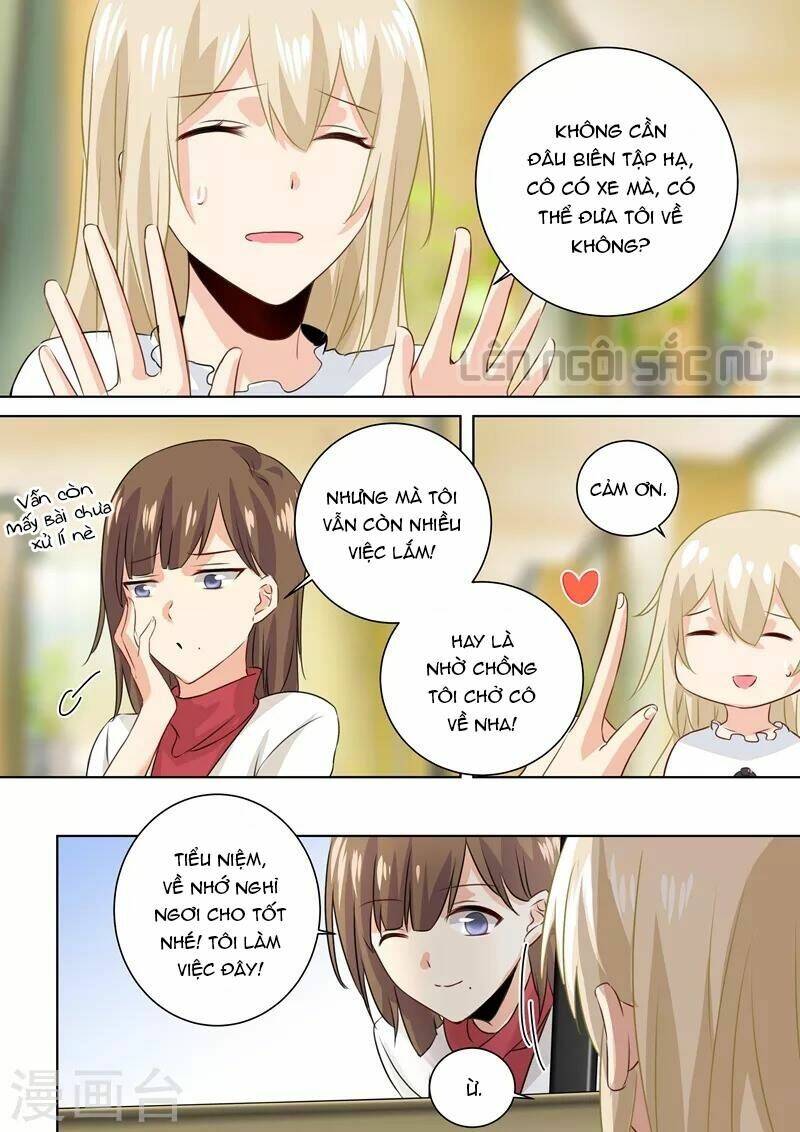 KHÔNG CẦN
ĐÂU BIÊN TẬP HẠ,
CÔ CÓ XE MÀ, CÓ
THỂ ĐƯA TÔI VỀ
KHÔNG?
LÊN NGÔI SẮC NỮ
VẪN CÒN
MẤY BÀI CHƯA
XỬ LÍ NÈ
NHƯNG MÀ TÔI
VẪN CÒN NHIỀU
VIỆC LẮM!
HAY LÀ
NHỜ CHỒNG
TÔI CHỞ CÔ
VỀ NHA!
CẢM ƠN.
TIỂU NIỆM,
VỀ NHỚ NGHỈ
NGƠI CHO TỐT
NHÉ! TÔI LÀM
VIỆC ĐÂY!
Ừ.
漫画台